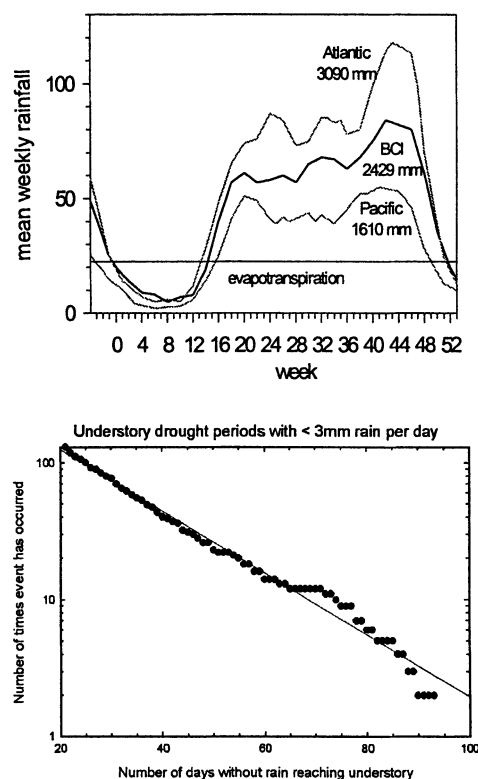 mean weekly rainfall
100
50
0
Atlantic
3090 mm
BCI
2429 mm
Pacific
1610 mm
evapotranspiration
0 4 8 12 16 20 24 28 32 36 40 44 48 52
week
Understory drought periods with < 3mm rain per day
Number of times event has occurred
100
10
1
20 40 60 80 100
Number of days without rain reaching understory